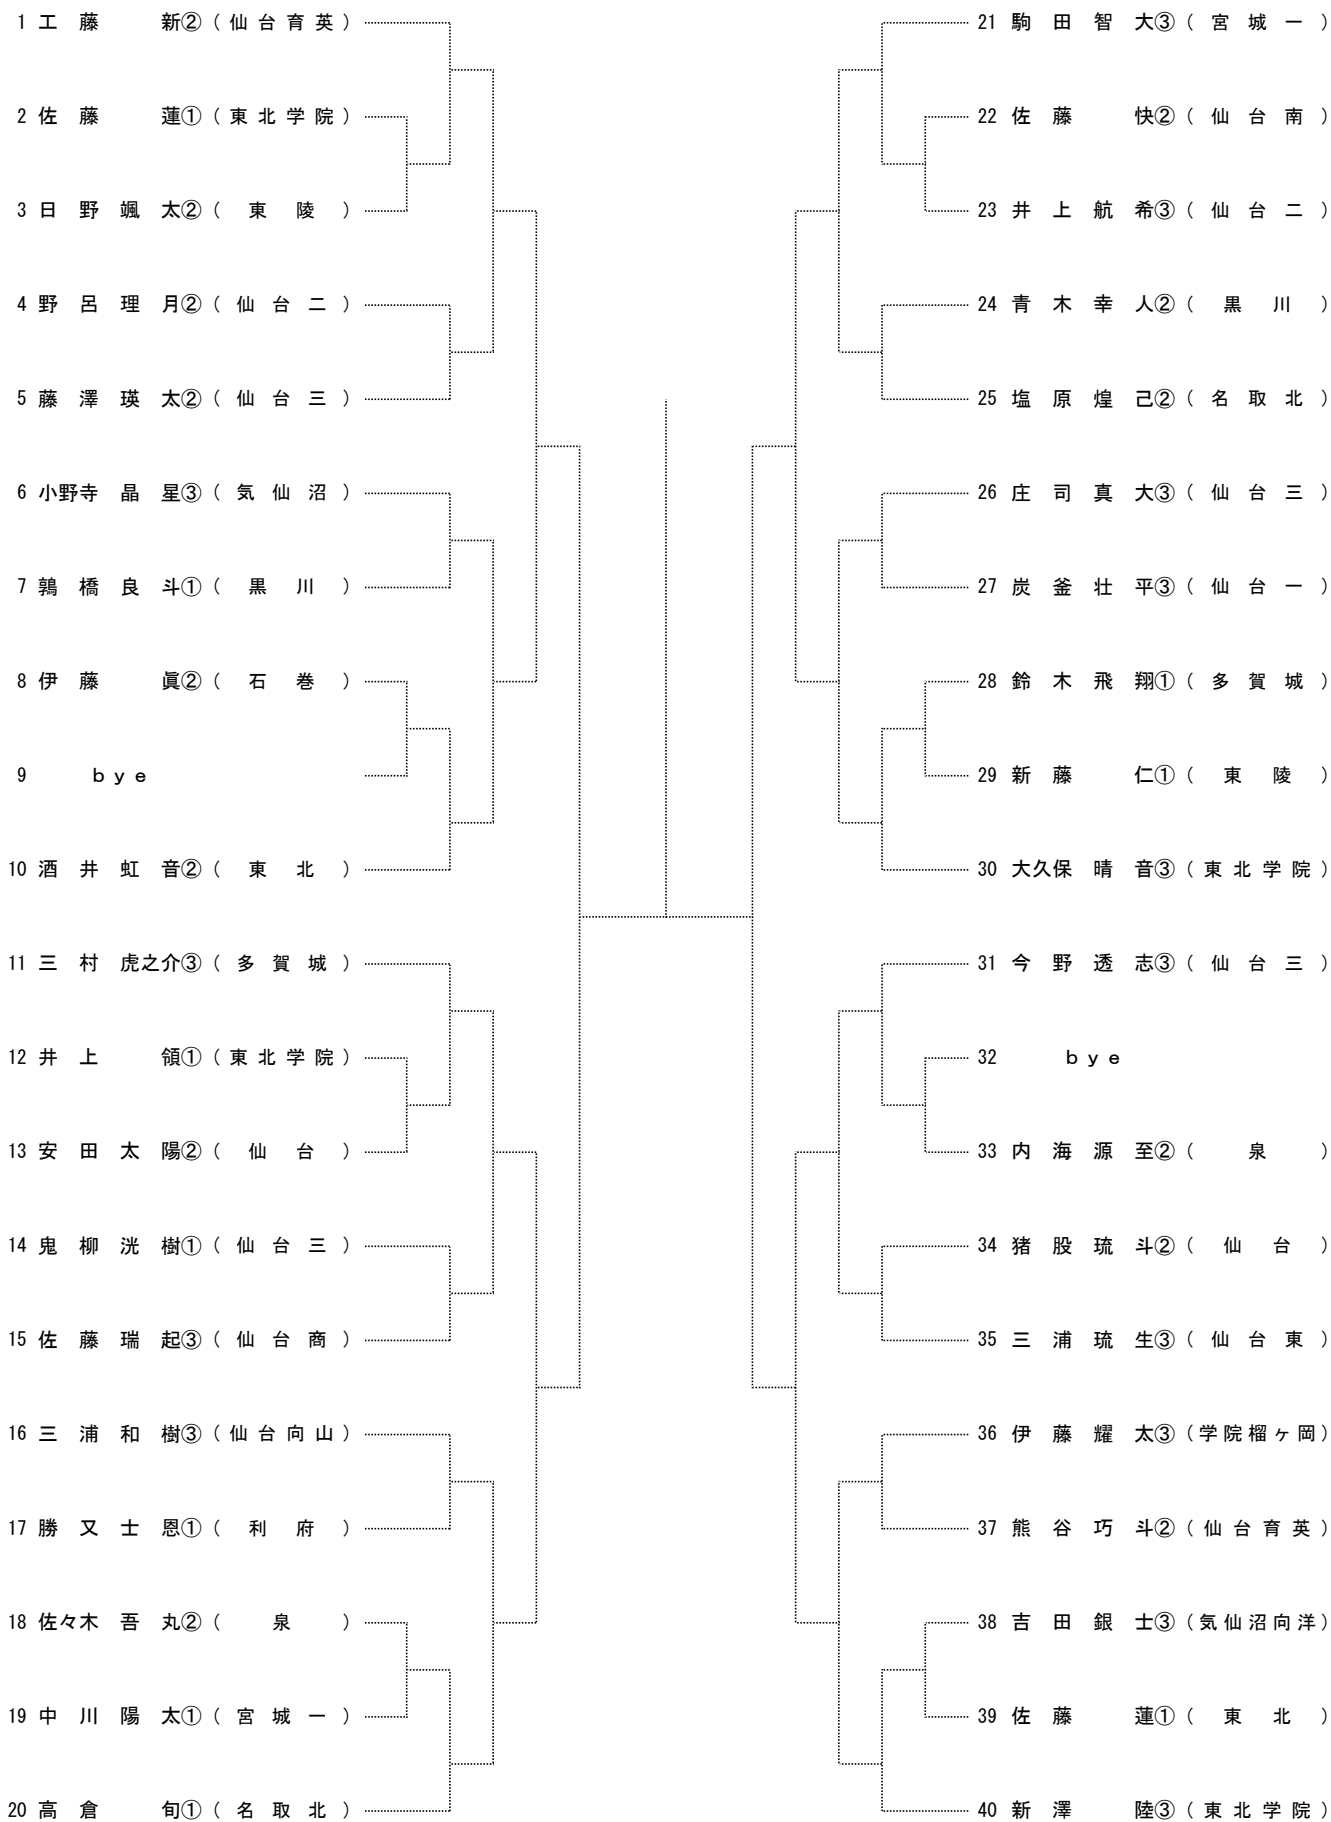 1 工藤 新② (仙台育英)
2 佐藤 蓮① (東北学院)
3 日野 颯太② (東陵)
4 野呂 理月② (仙台二)
5 藤澤 瑛太② (仙台三)
6 小野寺 晶星③ (気仙沼)
7 鶉橋 良斗① (黒川)
8 伊藤 眞② (石巻)
9 bye
10 酒井 虹音② (東北)
11 三村 虎之介③ (多賀城)
12 井上 領① (東北学院)
13 安田 太陽② (仙台)
14 鬼柳 洸樹① (仙台三)
15 佐藤 瑞起③ (仙台商)
16 三浦 和樹③ (仙台向山)
17 勝又 士恩① (利府)
18 佐々木 吾丸② (泉)
19 中川 陽太① (宮城一)
20 高倉 旬① (名取北)
21 駒田 智大③ (宮城一)
22 佐藤 快② (仙台南)
23 井上 航希③ (仙台二)
24 青木 幸人② (黒川)
25 塩原 煌己② (名取北)
26 庄司 真大③ (仙台三)
27 炭釜 壮平③ (仙台一)
28 鈴木 飛翔① (多賀城)
29 新藤 仁① (東陵)
30 大久保 晴音③ (東北学院)
31 今野 透志③ (仙台三)
32 bye
33 内海 源至② (泉)
34 猪股 琉斗② (仙台)
35 三浦 琉生③ (仙台東)
36 伊藤 耀太③ (学院榴ヶ岡)
37 熊谷 巧斗② (仙台育英)
38 吉田 銀士③ (気仙沼向洋)
39 佐藤 蓮① (東北)
40 新澤 陸③ (東北学院)